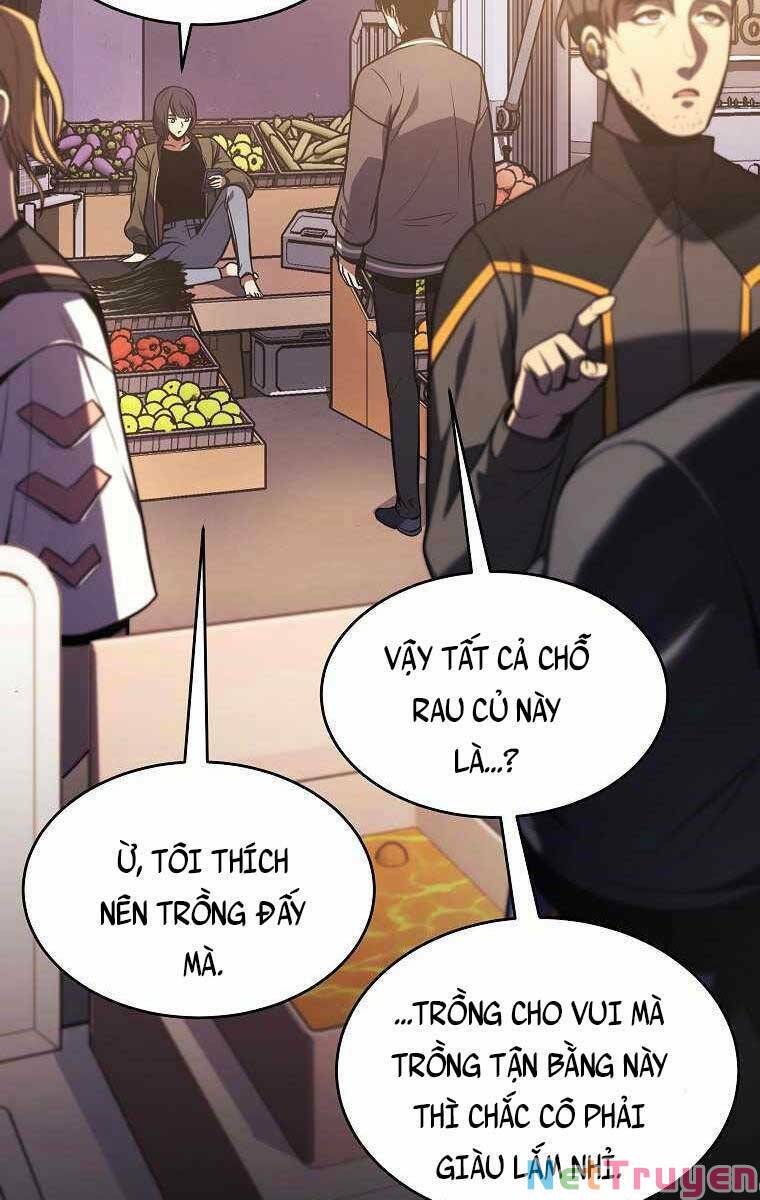 VẬY TẤT CẢ CHỖ
RAU CỦ NÀY
LÀ...?
Ừ, TÔI THÍCH
NÊN TRỒNG ĐẤY
MÀ.
...TRỒNG CHO VUI MÀ
TRỒNG TẬN BẰNG NÀY
THÌ CHẮC CÔ PHẢI
GIÀU LẮM NHỈ.
NetTruyen